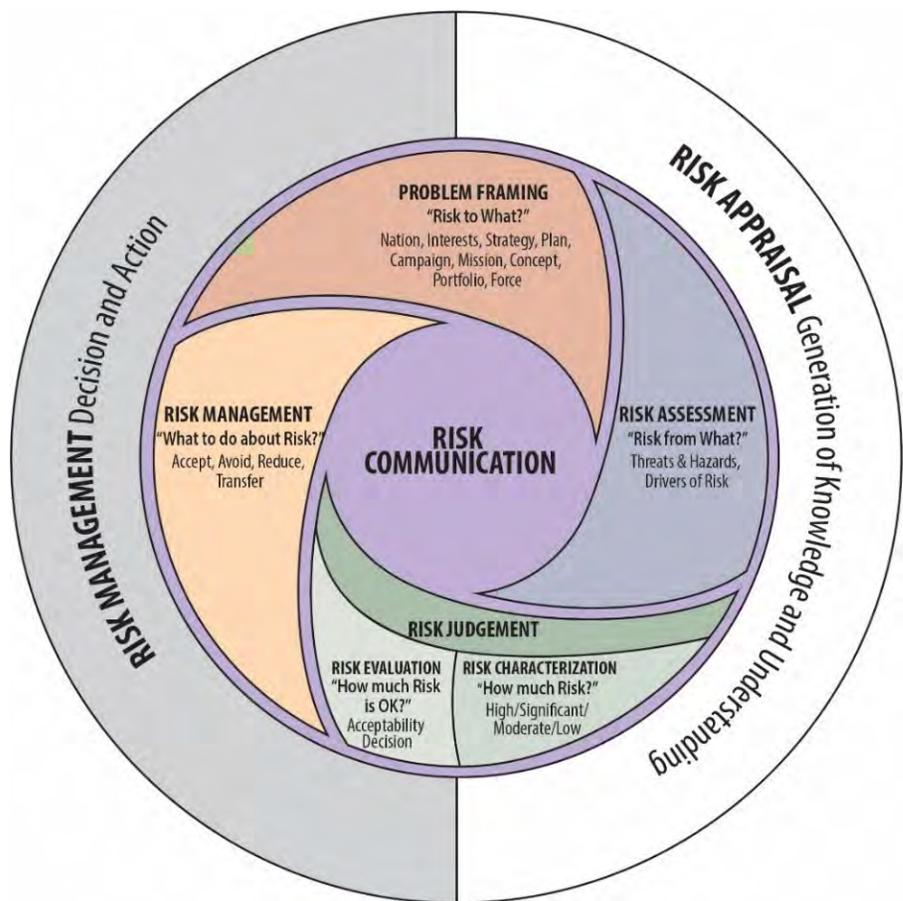 RISK MANAGEMENT Decision and Action
RISK APPRAISAL Generation of Knowledge and Understanding
PROBLEM FRAMING
“Risk to What?”
Nation, Interests, Strategy, Plan,
Campaign, Mission, Concept,
Portfolio, Force
RISK ASSESSMENT
“Risk from What?”
Threats & Hazards,
Drivers of Risk
RISK MANAGEMENT
“What to do about Risk?”
Accept, Avoid, Reduce,
Transfer
RISK
COMMUNICATION
RISK JUDGEMENT
RISK EVALUATION
“How much Risk
is OK?”
Acceptability
Decision
RISK CHARACTERIZATION
“How much Risk?”
High/Significant/
Moderate/Low